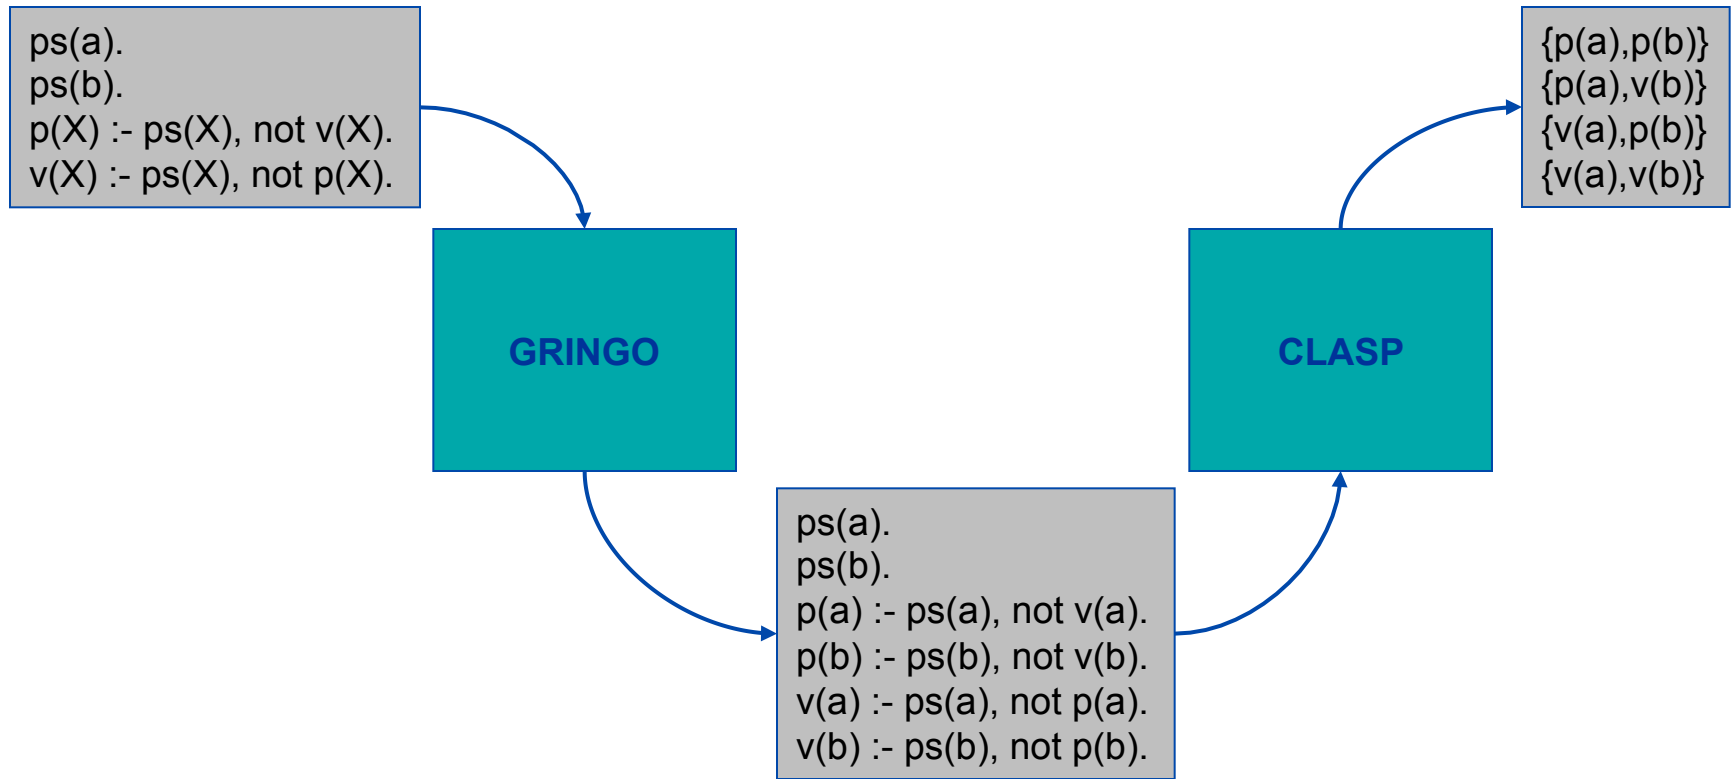 ps(a).
ps(b).
p(X) :- ps(X), not v(X).
v(X) :- ps(X), not p(X).
GRINGO
ps(a).
ps(b).
p(a) :- ps(a), not v(a).
p(b) :- ps(b), not v(b).
v(a) :- ps(a), not p(a).
v(b) :- ps(b), not p(b).
CLASP
{p(a),p(b)}
{p(a),v(b)}
{v(a),p(b)}
{v(a),v(b)}